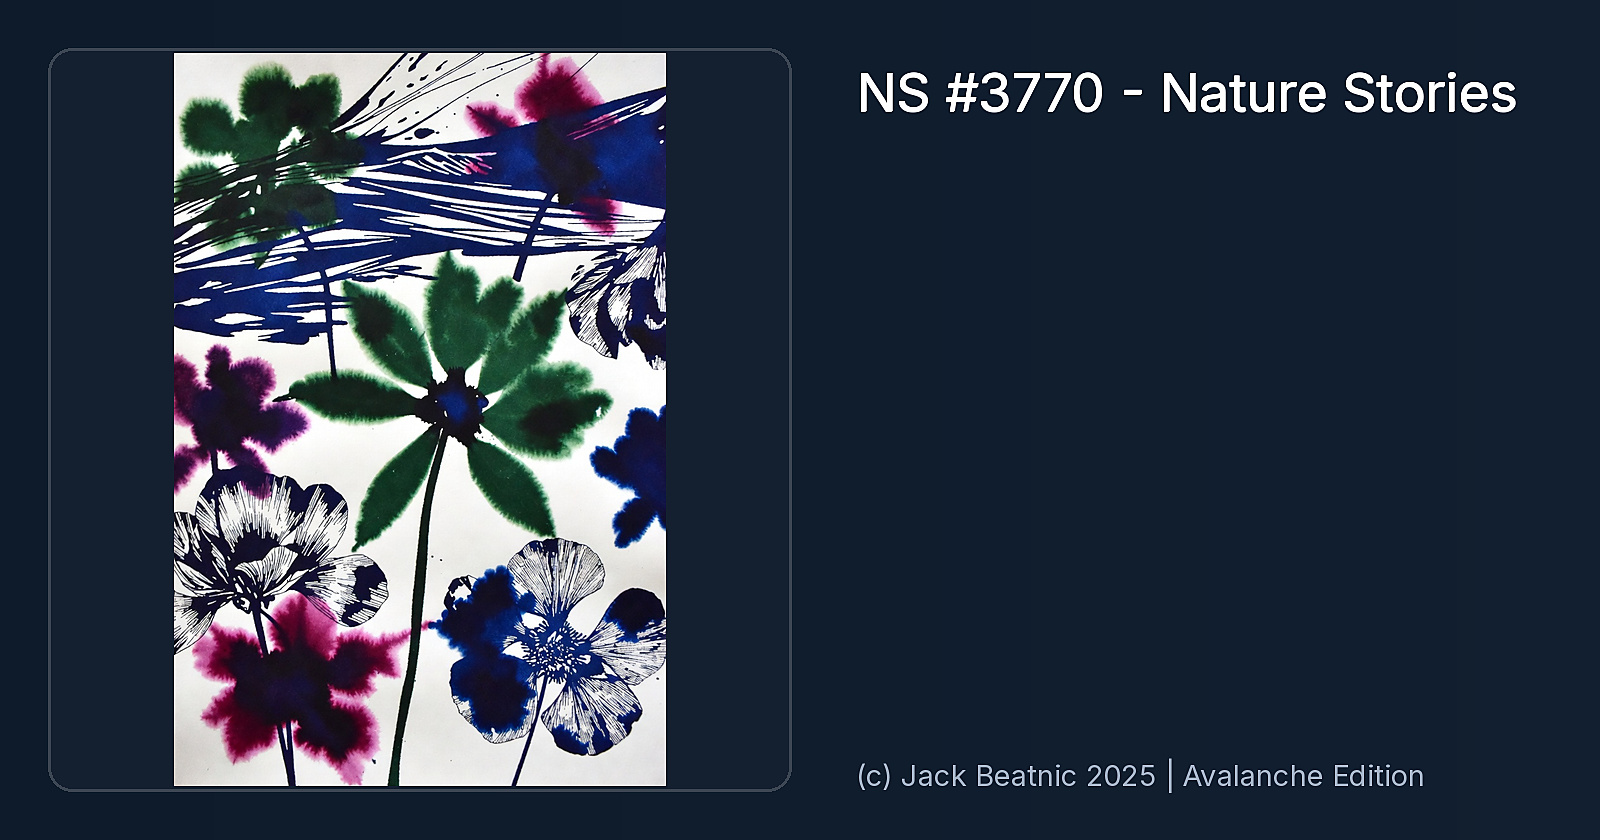 NS #3770 - Nature Stories
(c) Jack Beatnic 2025 | Avalanche Edition